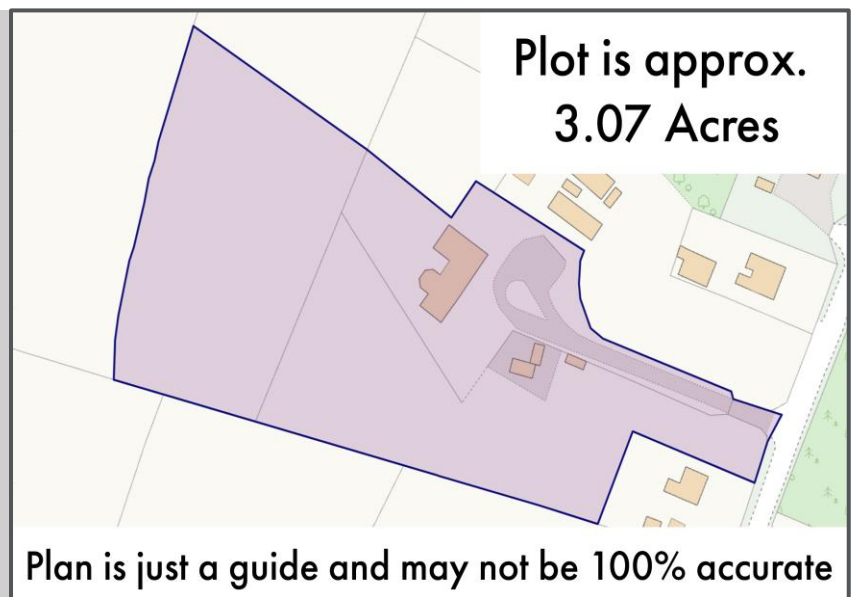 Plot is approx.
3.07 Acres
Plan is just a guide and may not be 100% accurate